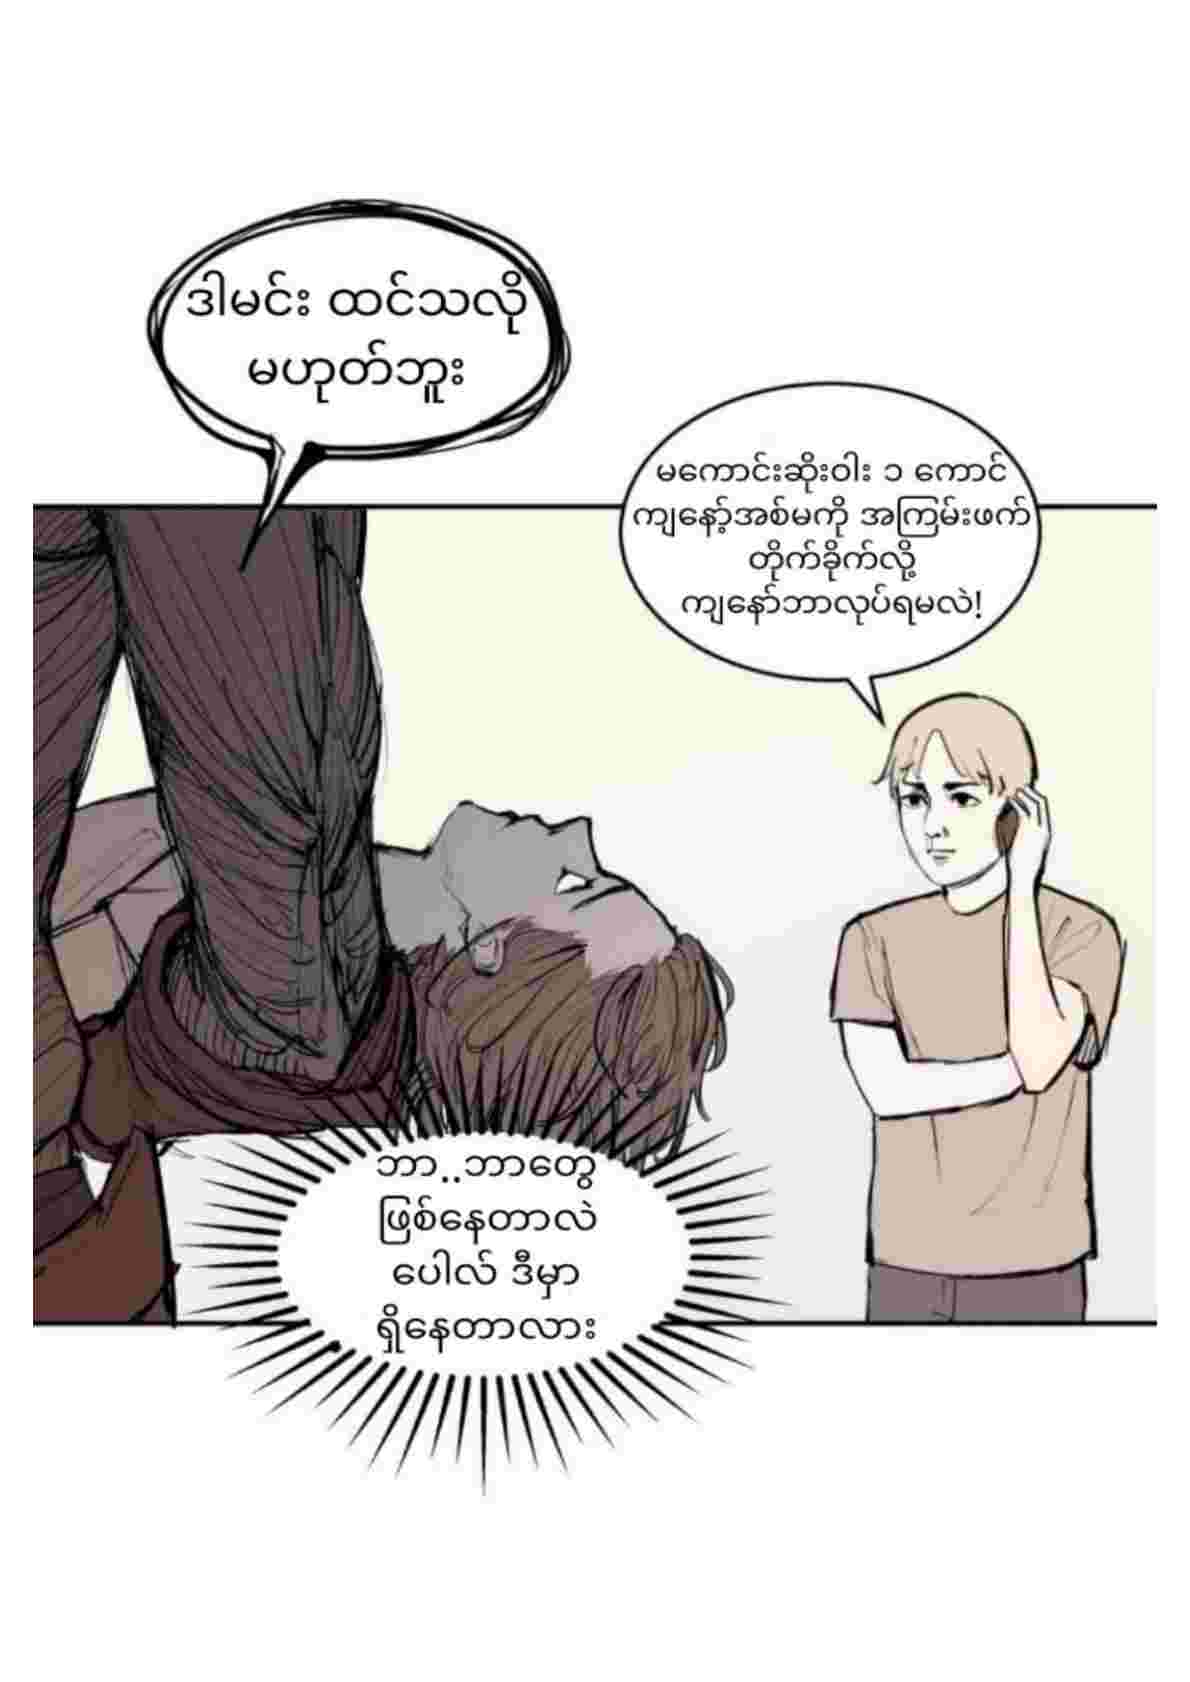 ဒါမင်း ထင်သလို
မဟုတ်ဘူး
မကောင်းဆိုးဝါး ၁ ကောင်
ကျနော့်အစ်မကို အကြမ်းဖက်
တိုက်ခိုက်လို့
ကျနော်ဘာလုပ်ရမလဲ!
ဘာ..ဘာတွေ
ဖြစ်နေတာလဲ
ပေါလ် ဒီမှာ
ရှိနေတာလား